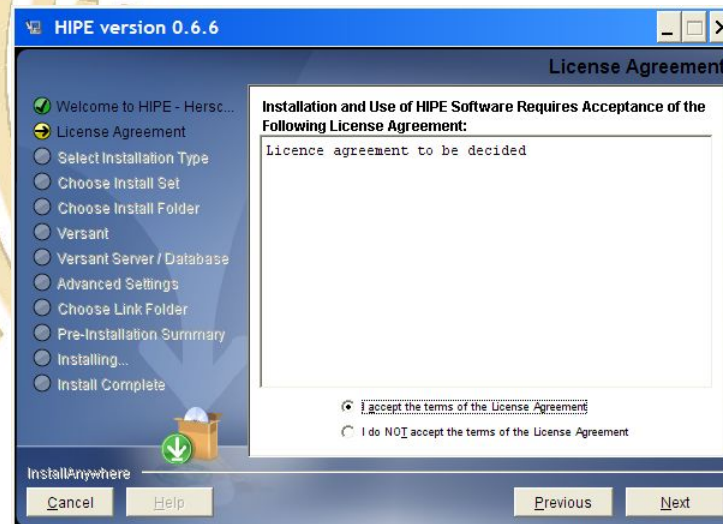 HIPE version 0.6.6
License Agreement
Welcome to HIPE - Hersc...
License Agreement
Select Installation Type
Choose Install Set
Choose Install Folder
Versant
Versant Server / Database
Advanced Settings
Choose Link Folder
Pre-Installation Summary
Installing...
Install Complete
Installation and Use of HIPE Software Requires Acceptance of the
Following License Agreement:
Licence agreement to be decided
I accept the terms of the License Agreement
I do NOT accept the terms of the License Agreement
InstallAnywhere
Cancel
Help
Previous
Next